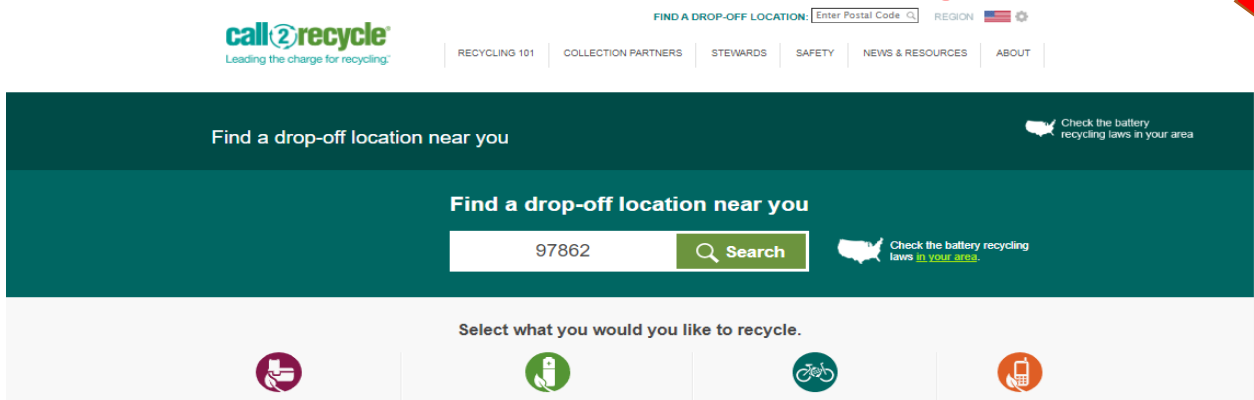 FIND A DROP-OFF LOCATION: Enter Postal Code REGION
call2recycle®
Leading the charge for recycling.®
RECYCLING 101 COLLECTION PARTNERS STEWARDS SAFETY NEWS & RESOURCES ABOUT
Find a drop-off location near you
Check the battery
recycling laws in your area
Find a drop-off location near you
97862 Search
Check the battery recycling
laws in your area.
Select what you would you like to recycle.